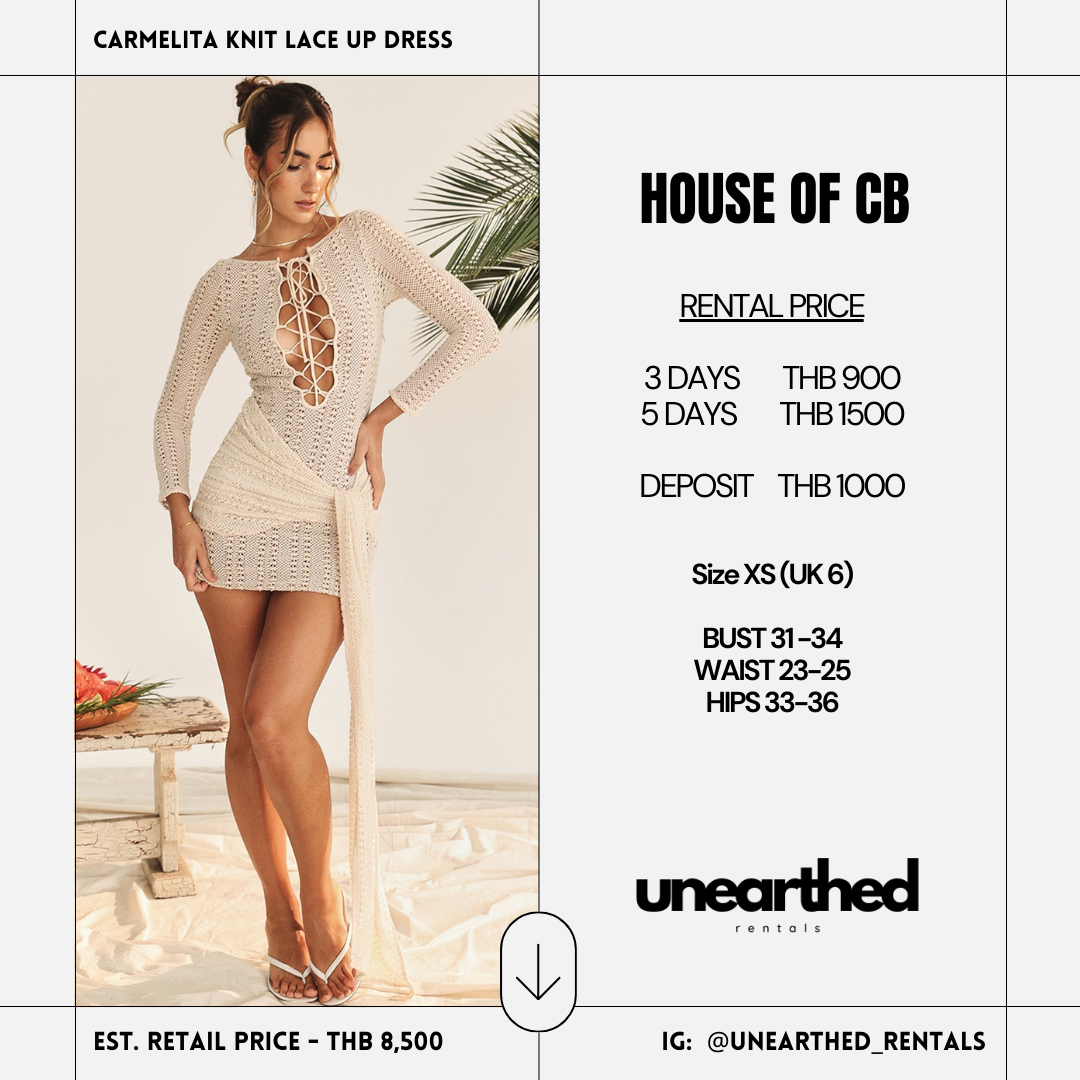 CARMELITA KNIT LACE UP DRESS
HOUSE OF CB
RENTAL PRICE
3 DAYS THB 900
5 DAYS THB 1500
DEPOSIT THB 1000
Size XS (UK 6)
BUST 31 –34
WAIST 23–25
HIPS 33–36
unearthed
rentals
EST. RETAIL PRICE - THB 8,500
IG: @UNEARTHED_RENTALS